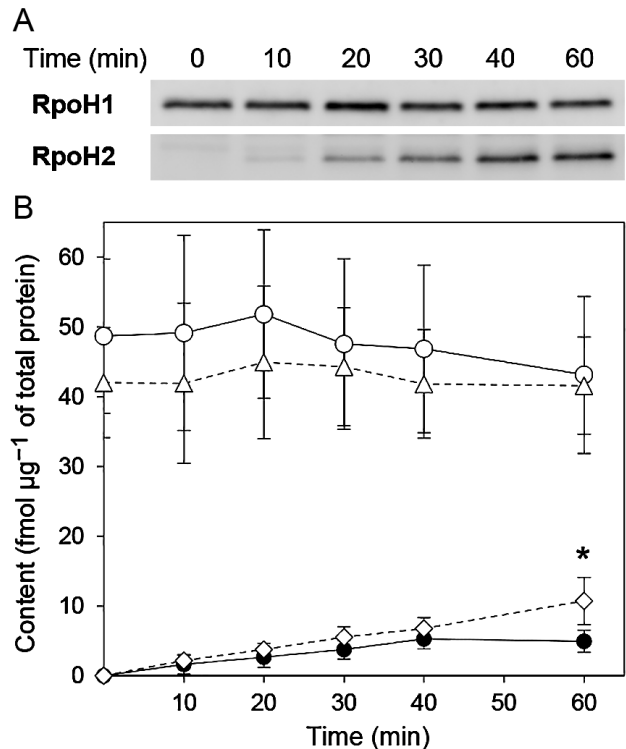 A
Time (min) 0 10 20 30 40 60
RpoH1
RpoH2
B
Content (fmol µg⁻¹ of total protein)
60
50
40
30
20
10
0
*
10 20 30 40 50 60
Time (min)